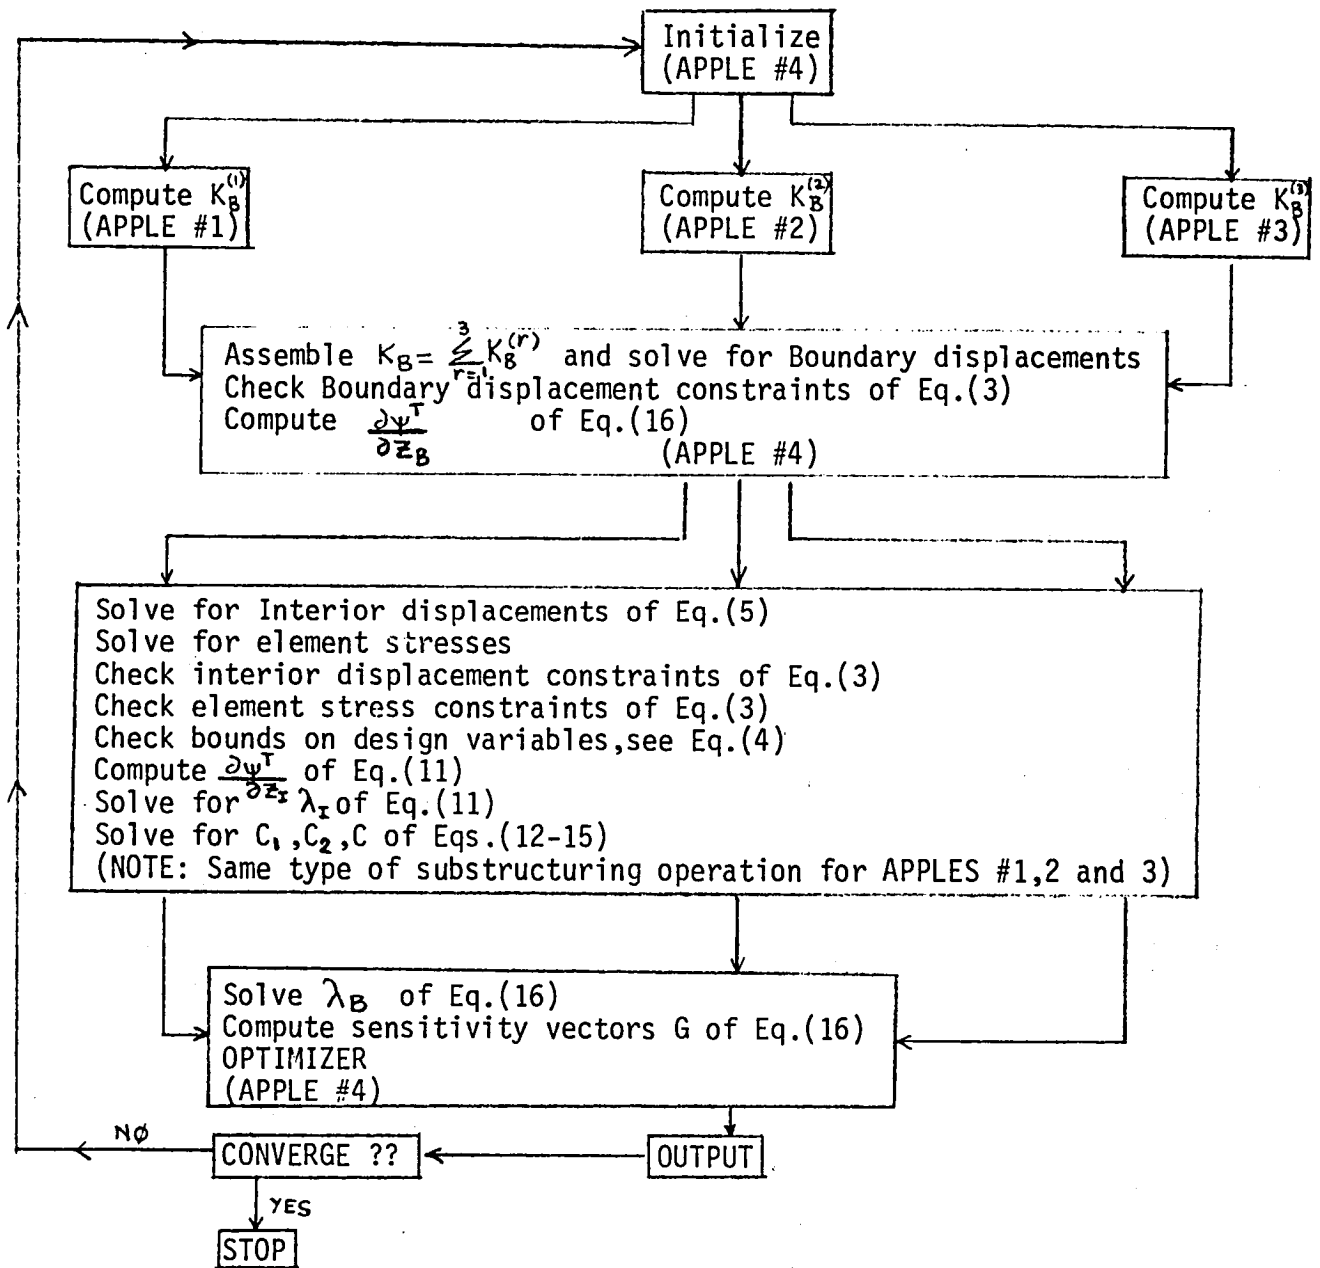 Initialize
(APPLE #4)
Compute K_B^(1)
(APPLE #1)
Compute K_B^(2)
(APPLE #2)
Compute K_B^(3)
(APPLE #3)
Assemble K_B = Σ_{r=1}^{3} K_B^(r) and solve for Boundary displacements
Check Boundary displacement constraints of Eq.(3)
Compute ∂ψ^T/∂z_B of Eq.(16)
(APPLE #4)
Solve for Interior displacements of Eq.(5)
Solve for element stresses
Check interior displacement constraints of Eq.(3)
Check element stress constraints of Eq.(3)
Check bounds on design variables,see Eq.(4)
Compute ∂ψ^T/∂z_I of Eq.(11)
Solve for λ_I of Eq.(11)
Solve for C_1,C_2,C of Eqs.(12-15)
(NOTE: Same type of substructuring operation for APPLES #1,2 and 3)
Solve λ_B of Eq.(16)
Compute sensitivity vectors G of Eq.(16)
OPTIMIZER
(APPLE #4)
NØ
CONVERGE ??
OUTPUT
YES
STOP